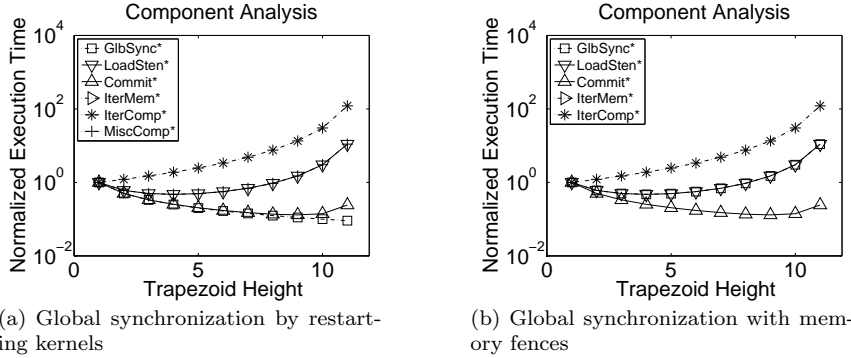 Component Analysis
Normalized Execution Time
10^4
10^2
10^0
10^-2
GlbSync*
LoadSten*
Commit*
IterMem*
IterComp*
MiscComp*
0
5
10
Trapezoid Height
(a) Global synchronization by restart-
ing kernels
Component Analysis
Normalized Execution Time
10^4
10^2
10^0
10^-2
GlbSync*
LoadSten*
Commit*
IterMem*
IterComp*
0
5
10
Trapezoid Height
(b) Global synchronization with mem-
ory fences